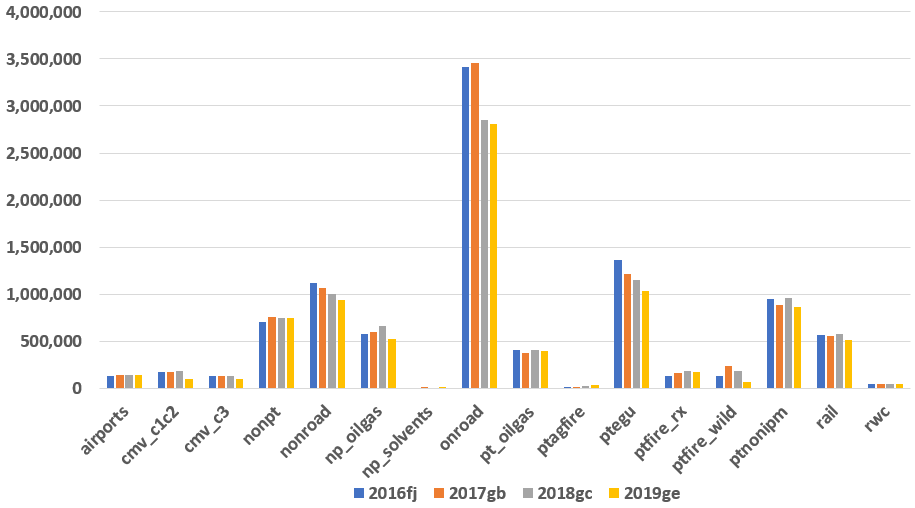 4,000,000
3,500,000
3,000,000
2,500,000
2,000,000
1,500,000
1,000,000
500,000
0
airports
cmv_c1c2
cmv_c3
nonpt
nonroad
np_oilgas
np_solvents
onroad
pt_oilgas
ptagfire
ptegu
ptfire_rx
ptfire_wild
ptnonipm
rail
rwc
2016fj 2017gb 2018gc 2019ge